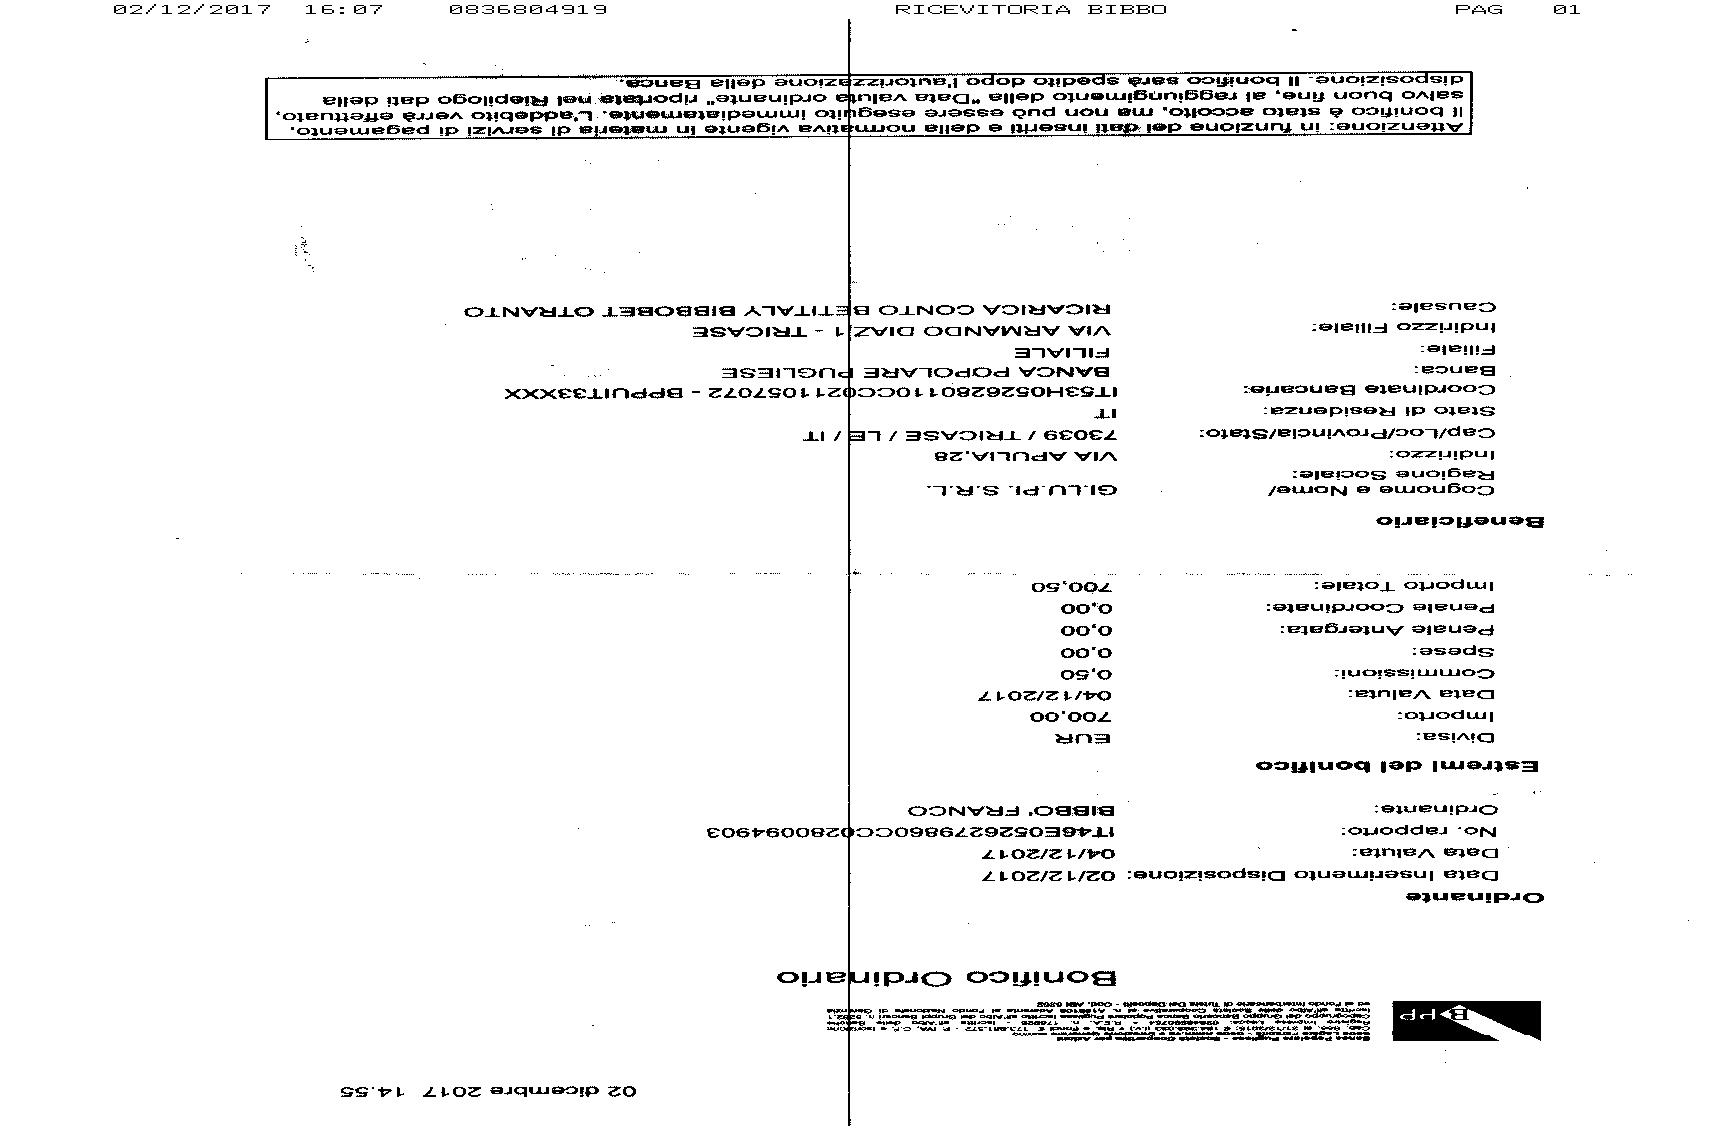 02/12/2017 16:07 0836804919 RICEVITORIA BIBBO PAG 01
02 dicembre 2017 14.55
BPP
Banca Popolare Pugliese - Società Cooperativa per Azioni
Bonifico Ordinario
Ordinante
Data Inserimento Disposizione: 02/12/2017
Data Valuta: 04/12/2017
No. rapporto: IT46E0526279860CC0280094903
Ordinante: BIBBO' FRANCO
Estremi del bonifico
Divisa: EUR
Importo: 700,00
Data Valuta: 04/12/2017
Commissioni: 0,50
Spese: 0,00
Penale Antergata: 0,00
Penale Coordinate: 0,00
Importo Totale: 700,50
Beneficiario
Cognome e Nome/ GI.LU.PI. S.R.L.
Ragione Sociale:
Indirizzo: VIA APULIA,28
Cap/Loc/Provincia/Stato: 73039 / TRICASE / LE / IT
Stato di Residenza: IT
Coordinate Bancarie: IT53H0526280110CC0211057072 - BPPUIT33XXX
Banca: BANCA POPOLARE PUGLIESE
Filiale: FILIALE
Indirizzo Filiale: VIA ARMANDO DIAZ 1 - TRICASE
Causale: RICARICA CONTO BETITALY BIBBOBET OTRANTO
Attenzione: in funzione dei dati inseriti e della normativa vigente in materia di servizi di pagamento,
il bonifico è stato accolto, ma non può essere eseguito immediatamente. L'addebito verrà effettuato,
salvo buon fine, al raggiungimento della "Data valuta ordinante" riportata nel Riepilogo dati della
disposizione. Il bonifico sarà spedito dopo l'autorizzazione della Banca.